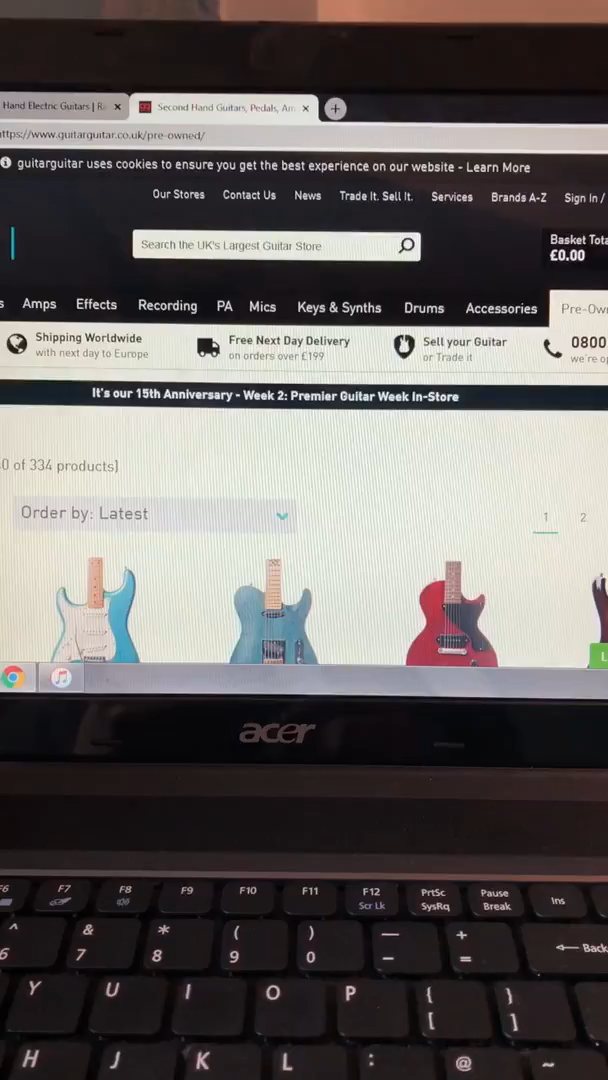 Hand Electric Guitars | R
Second Hand Guitars, Pedals, Am
https://www.guitarguitar.co.uk/pre-owned/
guitarguitar uses cookies to ensure you get the best experience on our website - Learn More
Our Stores Contact Us News Trade It. Sell It. Services Brands A-Z Sign In /
Search the UK's Largest Guitar Store
Basket Tota
£0.00
s Amps Effects Recording PA Mics Keys & Synths Drums Accessories Pre-Own
Shipping Worldwide
with next day to Europe
Free Next Day Delivery
on orders over £199
Sell your Guitar
or Trade it
0800
we're op
It's our 15th Anniversary - Week 2: Premier Guitar Week In-Store
0 of 334 products]
Order by: Latest
1 2
L
acer
F6 F7 F8 F9 F10 F11 F12 PrtSc Pause Ins
Scr Lk SysRq Break
^ & * ( ) — +
6 7 8 9 0 - = Back
Y U I O P { }
[ ]
H J K L : @ ~